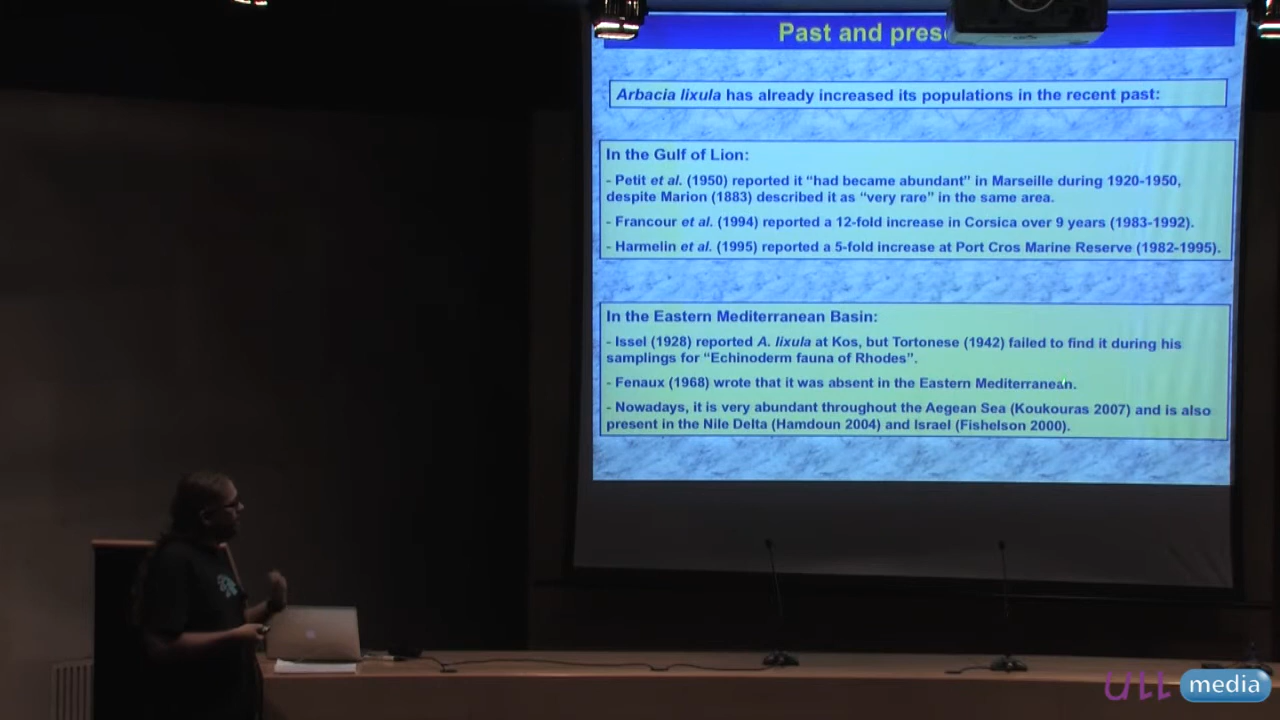 Past and pres
Arbacia lixula has already increased its populations in the recent past:
In the Gulf of Lion:
- Petit et al. (1950) reported it “had became abundant” in Marseille during 1920-1950,
despite Marion (1883) described it as “very rare” in the same area.
- Francour et al. (1994) reported a 12-fold increase in Corsica over 9 years (1983-1992).
- Harmelin et al. (1995) reported a 5-fold increase at Port Cros Marine Reserve (1982-1995).
In the Eastern Mediterranean Basin:
- Issel (1928) reported A. lixula at Kos, but Tortonese (1942) failed to find it during his
samplings for “Echinoderm fauna of Rhodes”.
- Fenaux (1968) wrote that it was absent in the Eastern Mediterranean.
- Nowadays, it is very abundant throughout the Aegean Sea (Koukouras 2007) and is also
present in the Nile Delta (Hamdoun 2004) and Israel (Fishelson 2000).
ULL media